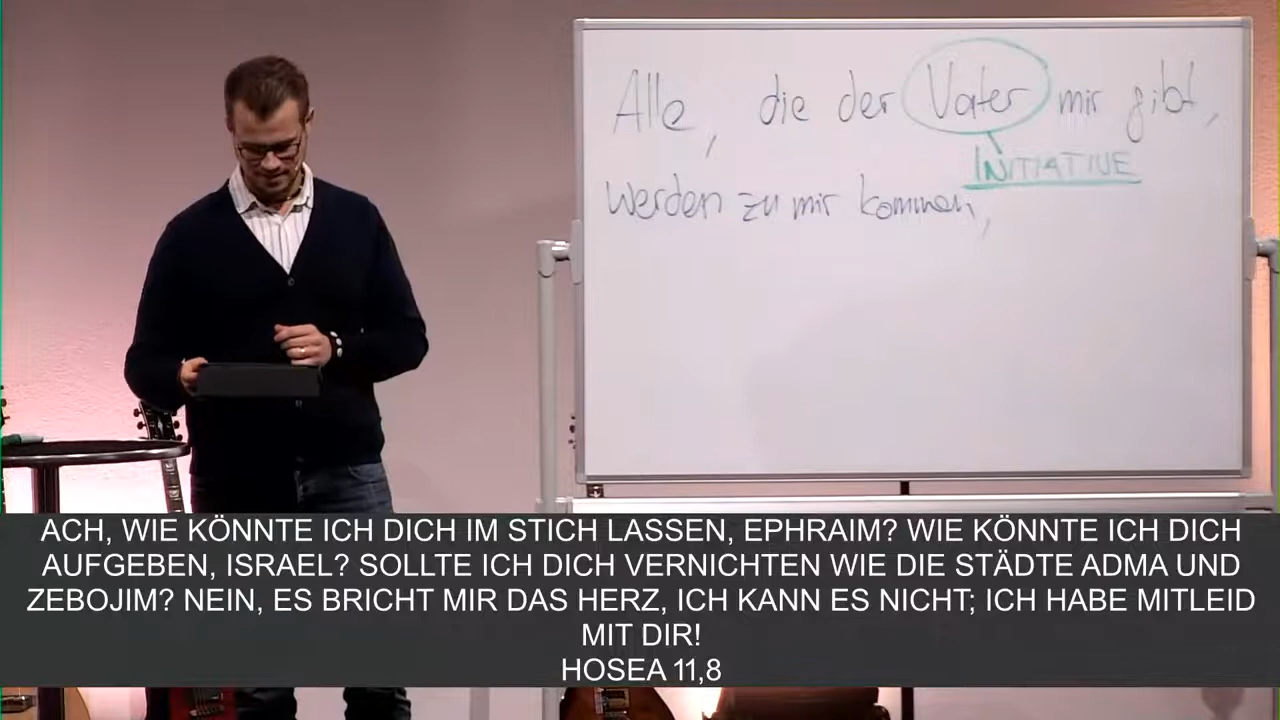 Alle, die der Vater mir gibt,
INITIATIVE
werden zu mir kommen,
ACH, WIE KÖNNTE ICH DICH IM STICH LASSEN, EPHRAIM? WIE KÖNNTE ICH DICH
AUFGEBEN, ISRAEL? SOLLTE ICH DICH VERNICHTEN WIE DIE STÄDTE ADMA UND
ZEBOJIM? NEIN, ES BRICHT MIR DAS HERZ, ICH KANN ES NICHT; ICH HABE MITLEID
MIT DIR!
HOSEA 11,8